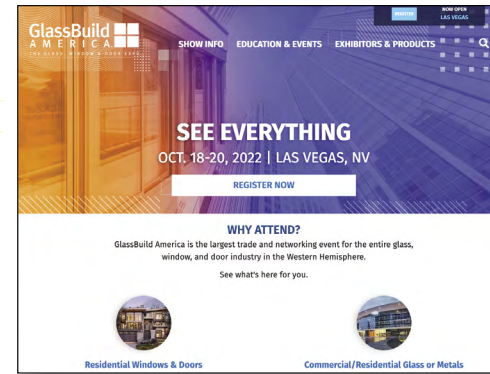 REGISTER
NOW OPEN
LAS VEGAS
GlassBuild
AMERICA
THE GLASS, WINDOW & DOOR EXPO
SHOW INFO EDUCATION & EVENTS EXHIBITORS & PRODUCTS
SEE EVERYTHING
OCT. 18-20, 2022 | LAS VEGAS, NV
REGISTER NOW
WHY ATTEND?
GlassBuild America is the largest trade and networking event for the entire glass,
window, and door industry in the Western Hemisphere.
See what's here for you.
Residential Windows & Doors
Commercial/Residential Glass or Metals